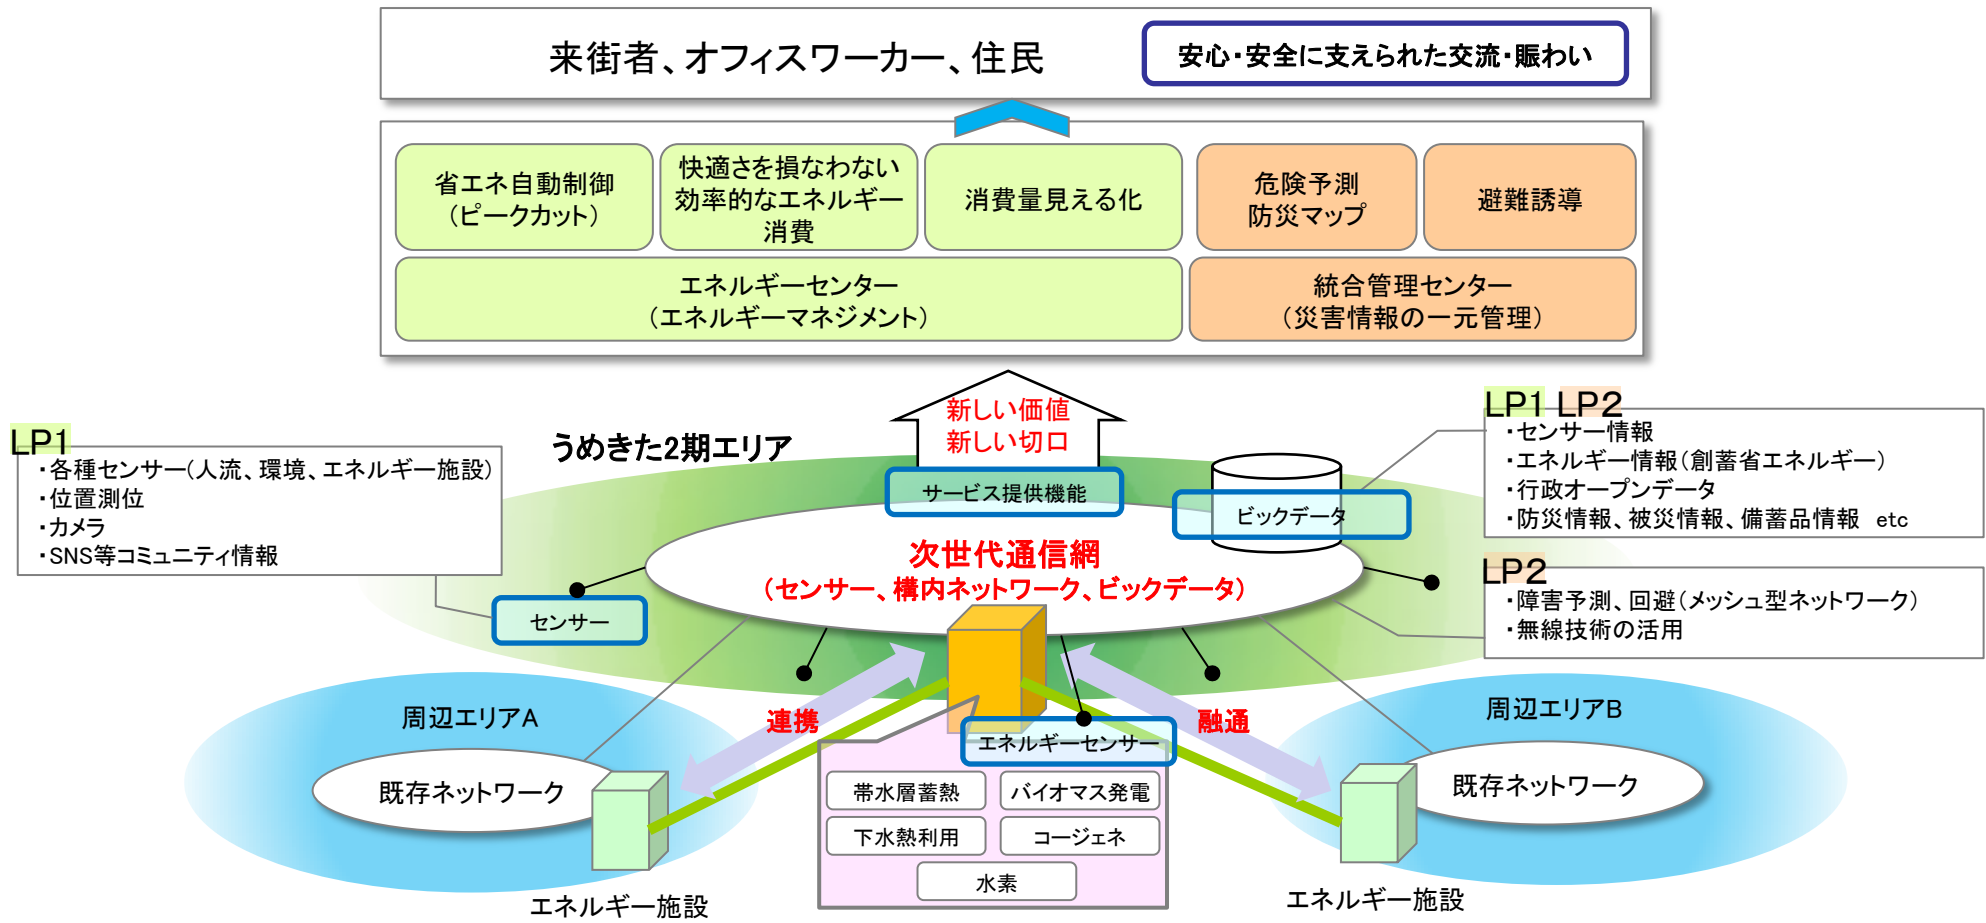 来街者、オフィスワーカー、住民
安心・安全に支えられた交流・賑わい
省エネ自動制御
(ピークカット)
快適さを損なわない
効率的なエネルギー
消費
消費量見える化
危険予測
防災マップ
避難誘導
エネルギーセンター
(エネルギーマネジメント)
統合管理センター
(災害情報の一元管理)
新しい価値
新しい切口
うめきた2期エリア
LP1
・各種センサー(人流、環境、エネルギー施設)
・位置測位
・カメラ
・SNS等コミュニティ情報
LP1 LP2
・センサー情報
・エネルギー情報(創蓄省エネルギー)
・行政オープンデータ
・防災情報、被災情報、備蓄品情報 etc
サービス提供機能
ビックデータ
次世代通信網
(センサー、構内ネットワーク、ビックデータ)
センサー
LP2
・障害予測、回避(メッシュ型ネットワーク)
・無線技術の活用
周辺エリアA
既存ネットワーク
エネルギー施設
連携
融通
エネルギーセンサー
帯水層蓄熱
バイオマス発電
下水熱利用
コージェネ
水素
周辺エリアB
既存ネットワーク
エネルギー施設